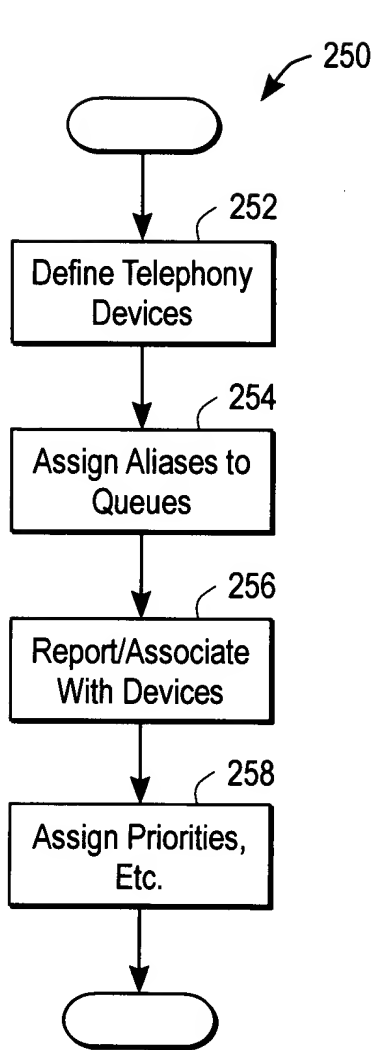 250
252
Define Telephony
Devices
254
Assign Aliases to
Queues
256
Report/Associate
With Devices
258
Assign Priorities,
Etc.